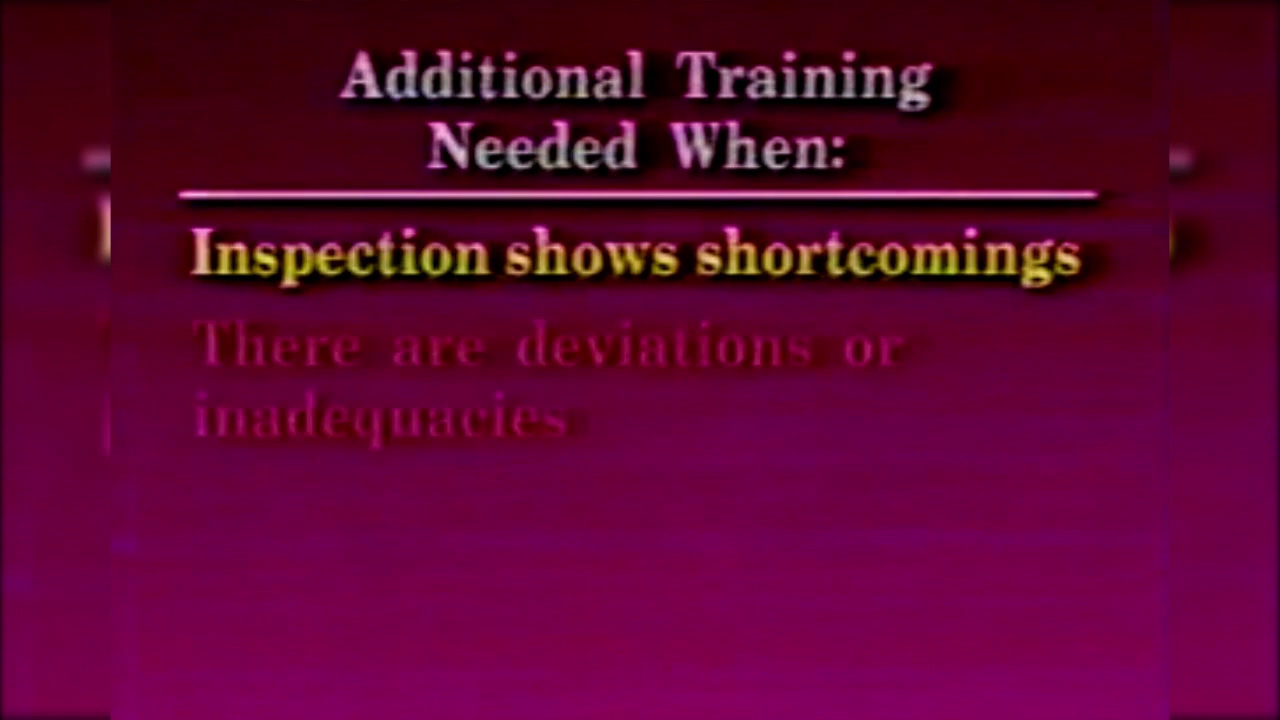 Additional Training
Needed When:
Inspection shows shortcomings
There are deviations or
inadequacies